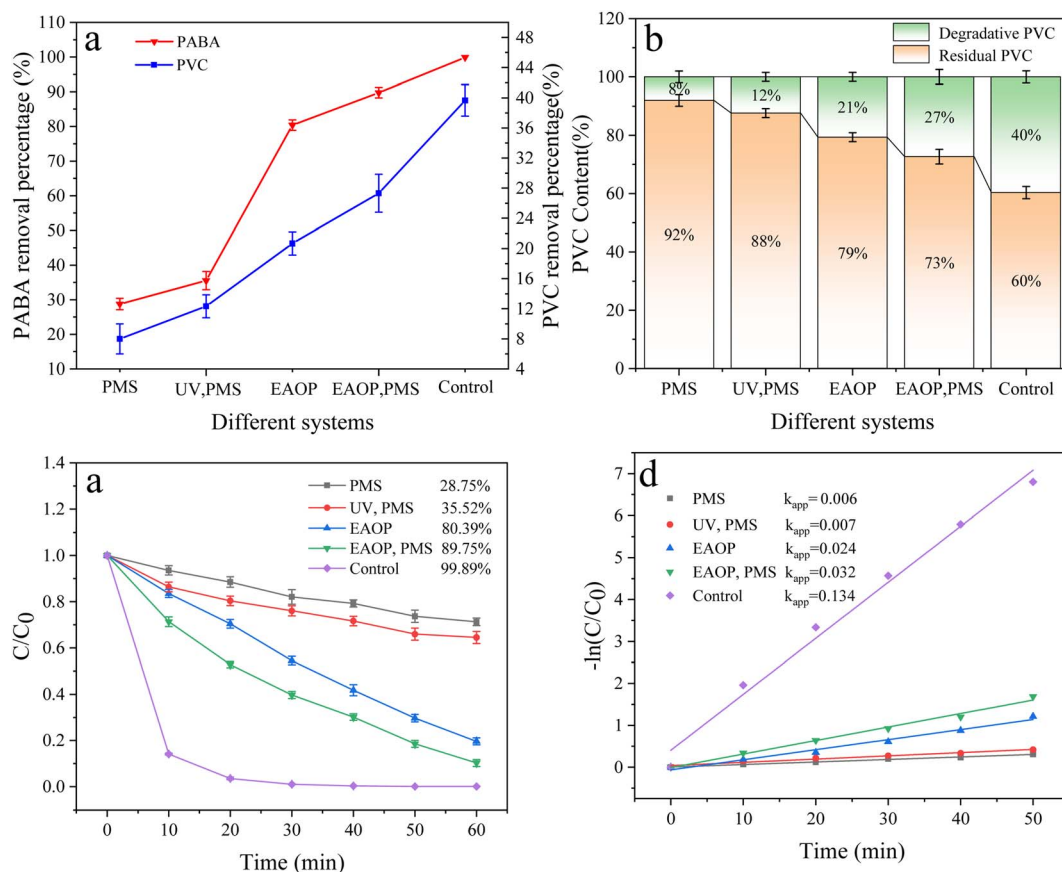 a
PABA
PVC
PABA removal percentage (%)
110
100
90
80
70
60
50
40
30
20
10
PVC removal percentage(%)
48
44
40
36
32
28
24
20
16
12
8
4
PMS UV,PMS EAOP EAOP,PMS Control
Different systems
b
Degradative PVC
Residual PVC
PVC Content(%)
120
100
80
60
40
20
0
8% 12% 21% 27% 40%
92% 88% 79% 73% 60%
PMS UV,PMS EAOP EAOP,PMS Control
Different systems
a
PMS 28.75%
UV, PMS 35.52%
EAOP 80.39%
EAOP, PMS 89.75%
Control 99.89%
C/C0
1.4
1.2
1.0
0.8
0.6
0.4
0.2
0.0
0 10 20 30 40 50 60
Time (min)
d
PMS kapp=0.006
UV, PMS kapp=0.007
EAOP kapp=0.024
EAOP, PMS kapp=0.032
Control kapp=0.134
-ln(C/C0)
7
6
5
4
3
2
1
0
0 10 20 30 40 50
Time (min)